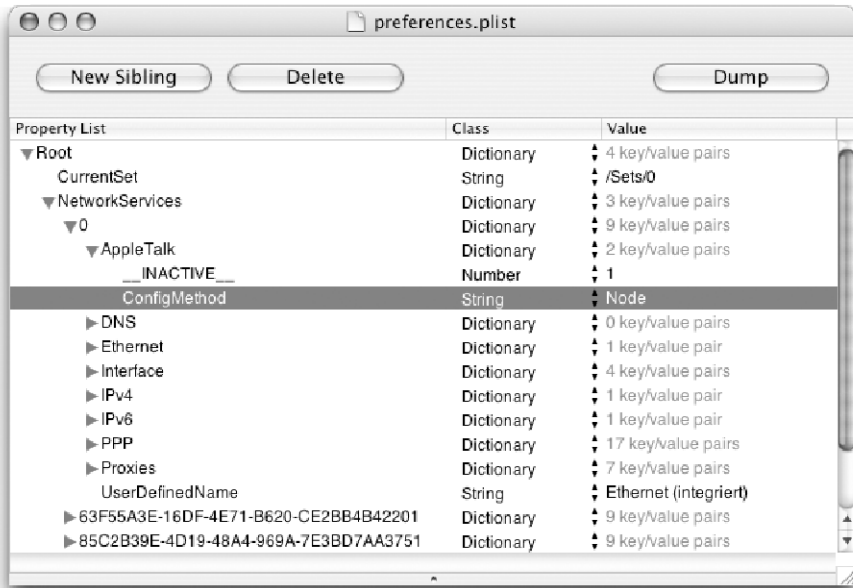 preferences.plist
New Sibling Delete Dump
Property List Class Value
Root Dictionary 4 key/value pairs
CurrentSet String /Sets/0
NetworkServices Dictionary 3 key/value pairs
0 Dictionary 9 key/value pairs
AppleTalk Dictionary 2 key/value pairs
__INACTIVE__ Number 1
ConfigMethod String Node
DNS Dictionary 0 key/value pairs
Ethernet Dictionary 1 key/value pair
Interface Dictionary 4 key/value pairs
IPv4 Dictionary 1 key/value pair
IPv6 Dictionary 1 key/value pair
PPP Dictionary 17 key/value pairs
Proxies Dictionary 7 key/value pairs
UserDefinedName String Ethernet (integriert)
63F55A3E-16DF-4E71-B620-CE2BB4B42201 Dictionary 9 key/value pairs
85C2B39E-4D19-48A4-969A-7E3BD7AA3751 Dictionary 9 key/value pairs